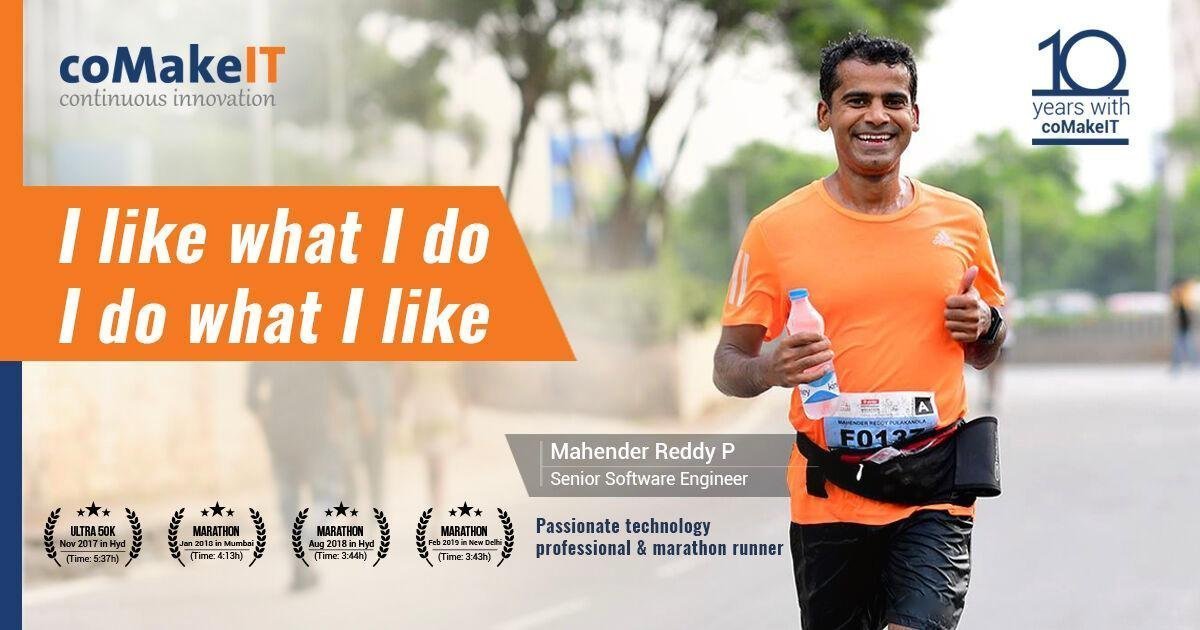 coMakeIT
continuous innovation
10
years with
coMakeIT
I like what I do
I do what I like
Mahender Reddy P
Senior Software Engineer
ULTRA 50K
Nov 2017 in Hyd
(Time: 5:37h)
MARATHON
Jan 2018 in Mumbai
(Time: 4:13h)
MARATHON
Aug 2018 in Hyd
(Time: 3:44h)
MARATHON
Feb 2019 in New Delhi
(Time: 3:43h)
Passionate technology
professional & marathon runner
A
MAHENDER REDDY PULAKANDLA
F0137